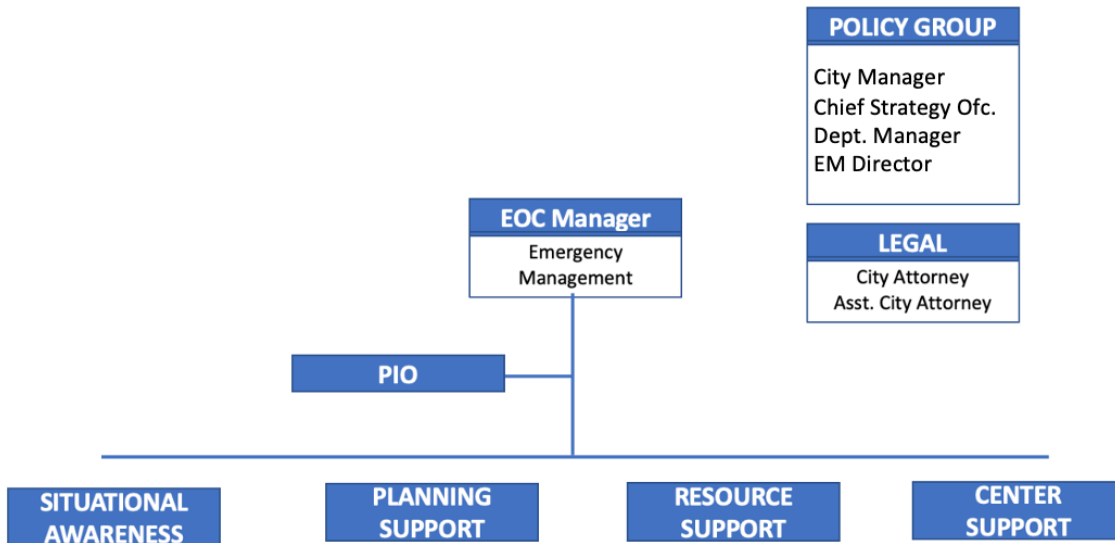 POLICY GROUP
City Manager
Chief Strategy Ofc.
Dept. Manager
EM Director
EOC Manager
Emergency
Management
LEGAL
City Attorney
Asst. City Attorney
PIO
SITUATIONAL
AWARENESS
PLANNING
SUPPORT
RESOURCE
SUPPORT
CENTER
SUPPORT